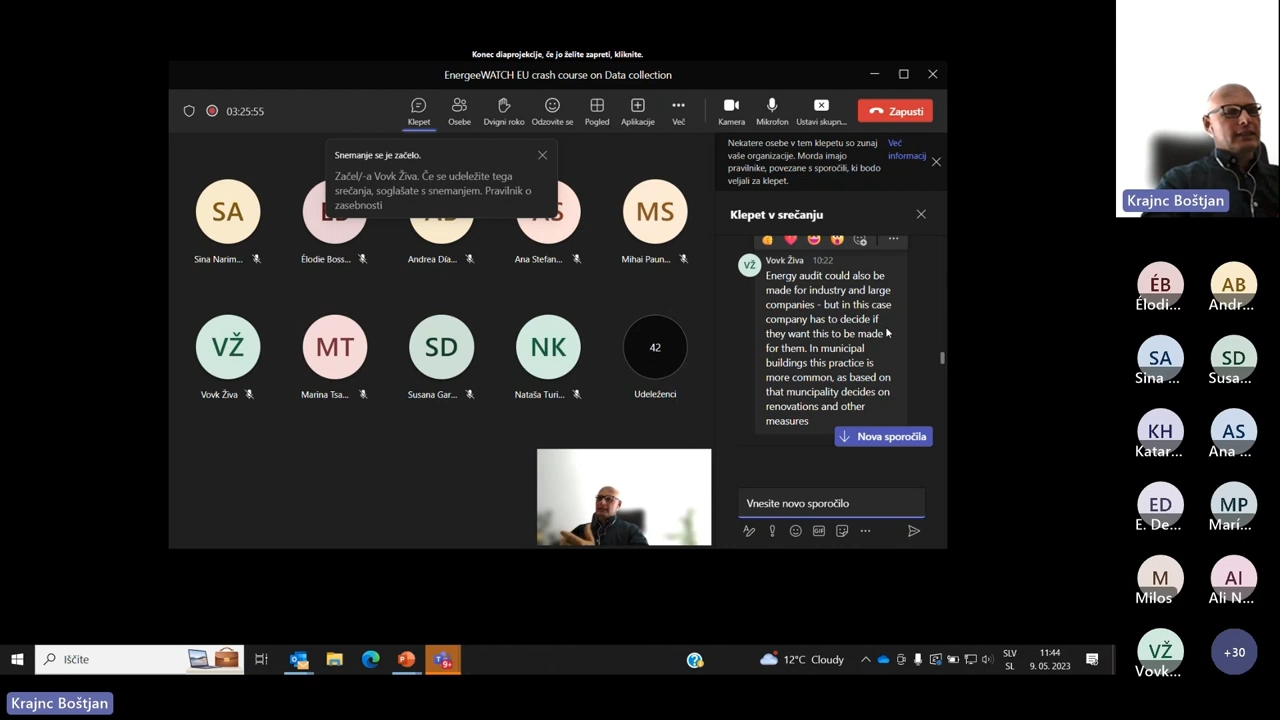 Konec diaprojekcije, če jo želite zapreti, kliknite.
EnergeeWATCH EU crash course on Data collection
03:25:55
Klepet
Osebe
Dvigni roko
Odzovite se
Pogled
Aplikacije
Več
Kamera
Mikrofon
Ustavi skupn...
Zapusti
Snemanje se je začelo.
Začel/-a Vovk Živa. Če se udeležite tega
srečanja, soglašate s snemanjem. Pravilnik o
zasebnosti
Nekatere osebe v tem klepetu so zunaj
vaše organizacije. Morda imajo
pravilnike, povezane s sporočili, ki bodo
veljali za klepet.
Več
informacij
SA
MS
Sina Narim...
Élodie Boss...
Andrea Día...
Ana Stefan...
Mihai Paun...
VŽ
MT
SD
NK
42
Vovk Živa
Marina Tsa...
Susana Gar...
Nataša Turi...
Udeleženci
Klepet v srečanju
VŽ
Vovk Živa 10:22
Energy audit could also be
made for industry and large
companies - but in this case
company has to decide if
they want this to be made
for them. In municipal
buildings this practice is
more common, as based on
that muncipality decides on
renovations and other
measures
Nova sporočila
Vnesite novo sporočilo
GIF
Krajnc Boštjan
ÉB
AB
Élodi...
Andr...
SA
SD
Sina ...
Susa...
KH
AS
Katar...
Ana ...
ED
MP
E. De...
Marí...
M
AI
Milos
Ali N...
VŽ
+30
Vovk...
Iščite
9+
12°C Cloudy
SLV
SL
11:44
9. 05. 2023
Krajnc Boštjan